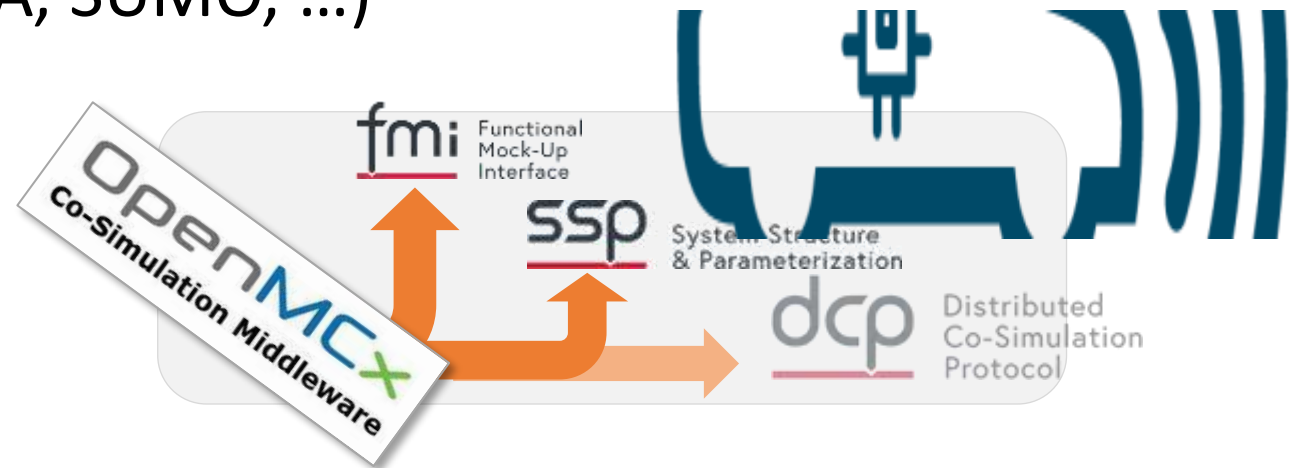 A, SUMO, ...)
fmi
Functional
Mock-Up
Interface
ssp
System Structure
& Parameterization
OpenMCx
Co-Simulation Middleware
dcp
Distributed
Co-Simulation
Protocol